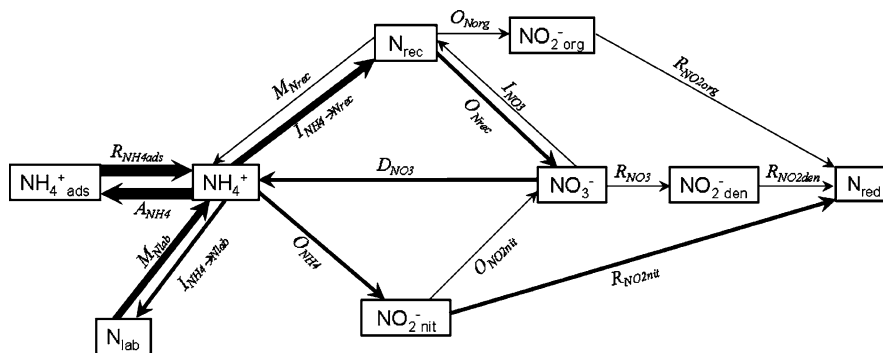 O_Norg
N_rec
NO₂⁻_org
M_Nrec
I_NH4→Nrec
I_NO3
O_Nrec
R_NO2org
R_NH4ads
D_NO3
NH₄⁺_ads
NH₄⁺
NO₃⁻
R_NO3
NO₂⁻_den
R_NO2den
N_red
A_NH4
M_Nlab
I_NH4→Nlab
O_NH4
O_NO2nit
R_NO2nit
NO₂⁻_nit
N_lab